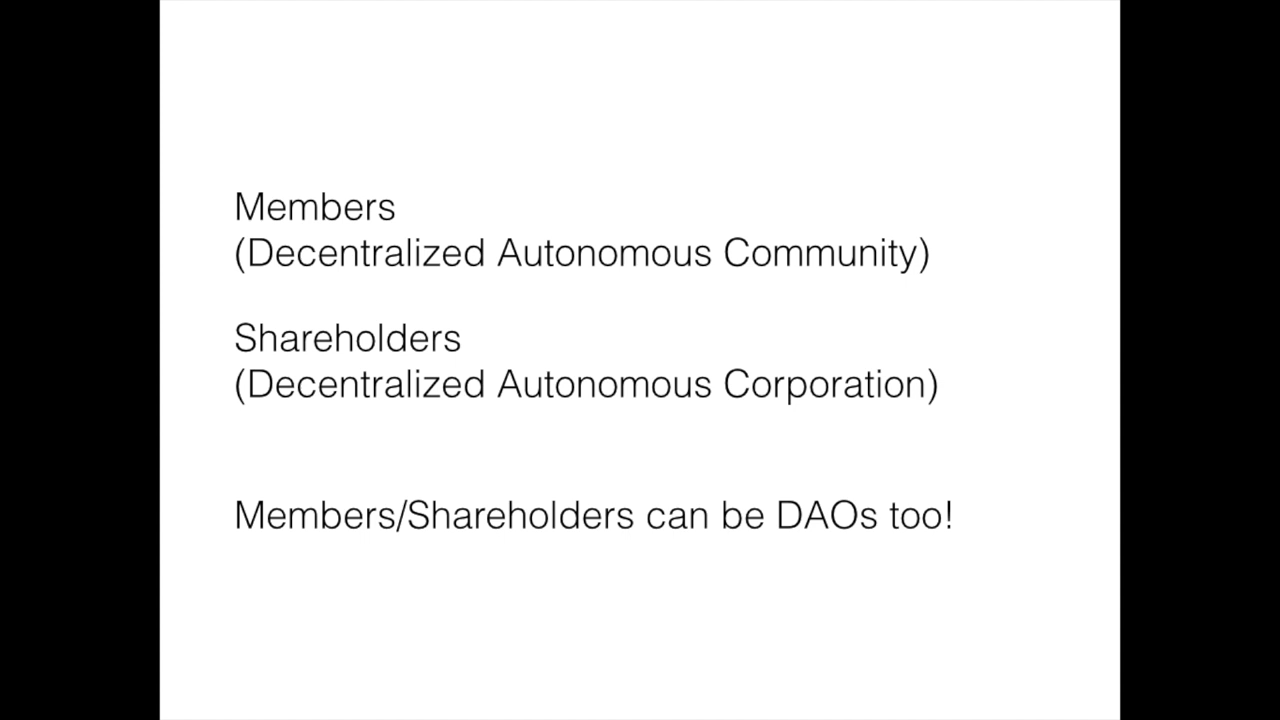 Members
(Decentralized Autonomous Community)
Shareholders
(Decentralized Autonomous Corporation)
Members/Shareholders can be DAOs too!